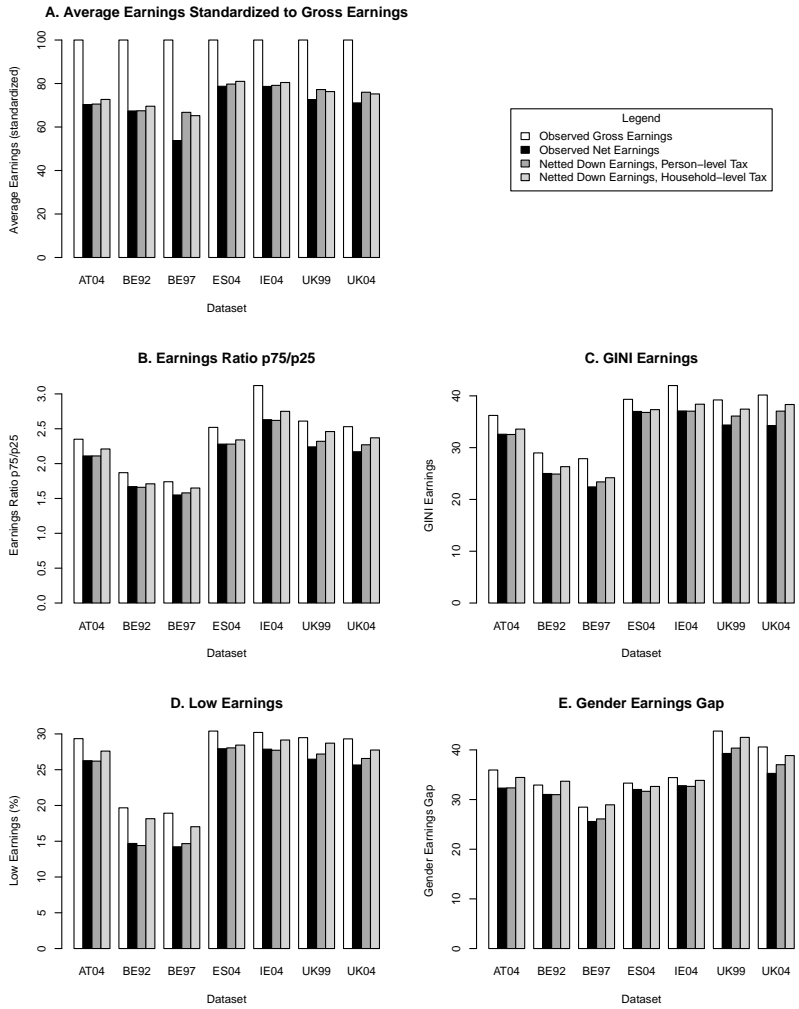 A. Average Earnings Standardized to Gross Earnings
Average Earnings (standardized)
0 20 40 60 80 100
AT04 BE92 BE97 ES04 IE04 UK99 UK04
Dataset
Legend
Observed Gross Earnings
Observed Net Earnings
Netted Down Earnings, Person−level Tax
Netted Down Earnings, Household−level Tax
B. Earnings Ratio p75/p25
Earnings Ratio p75/p25
0.0 0.5 1.0 1.5 2.0 2.5 3.0
AT04 BE92 BE97 ES04 IE04 UK99 UK04
Dataset
C. GINI Earnings
GINI Earnings
0 10 20 30 40
AT04 BE92 BE97 ES04 IE04 UK99 UK04
Dataset
D. Low Earnings
Low Earnings (%)
0 5 10 15 20 25 30
AT04 BE92 BE97 ES04 IE04 UK99 UK04
Dataset
E. Gender Earnings Gap
Gender Earnings Gap
0 10 20 30 40
AT04 BE92 BE97 ES04 IE04 UK99 UK04
Dataset